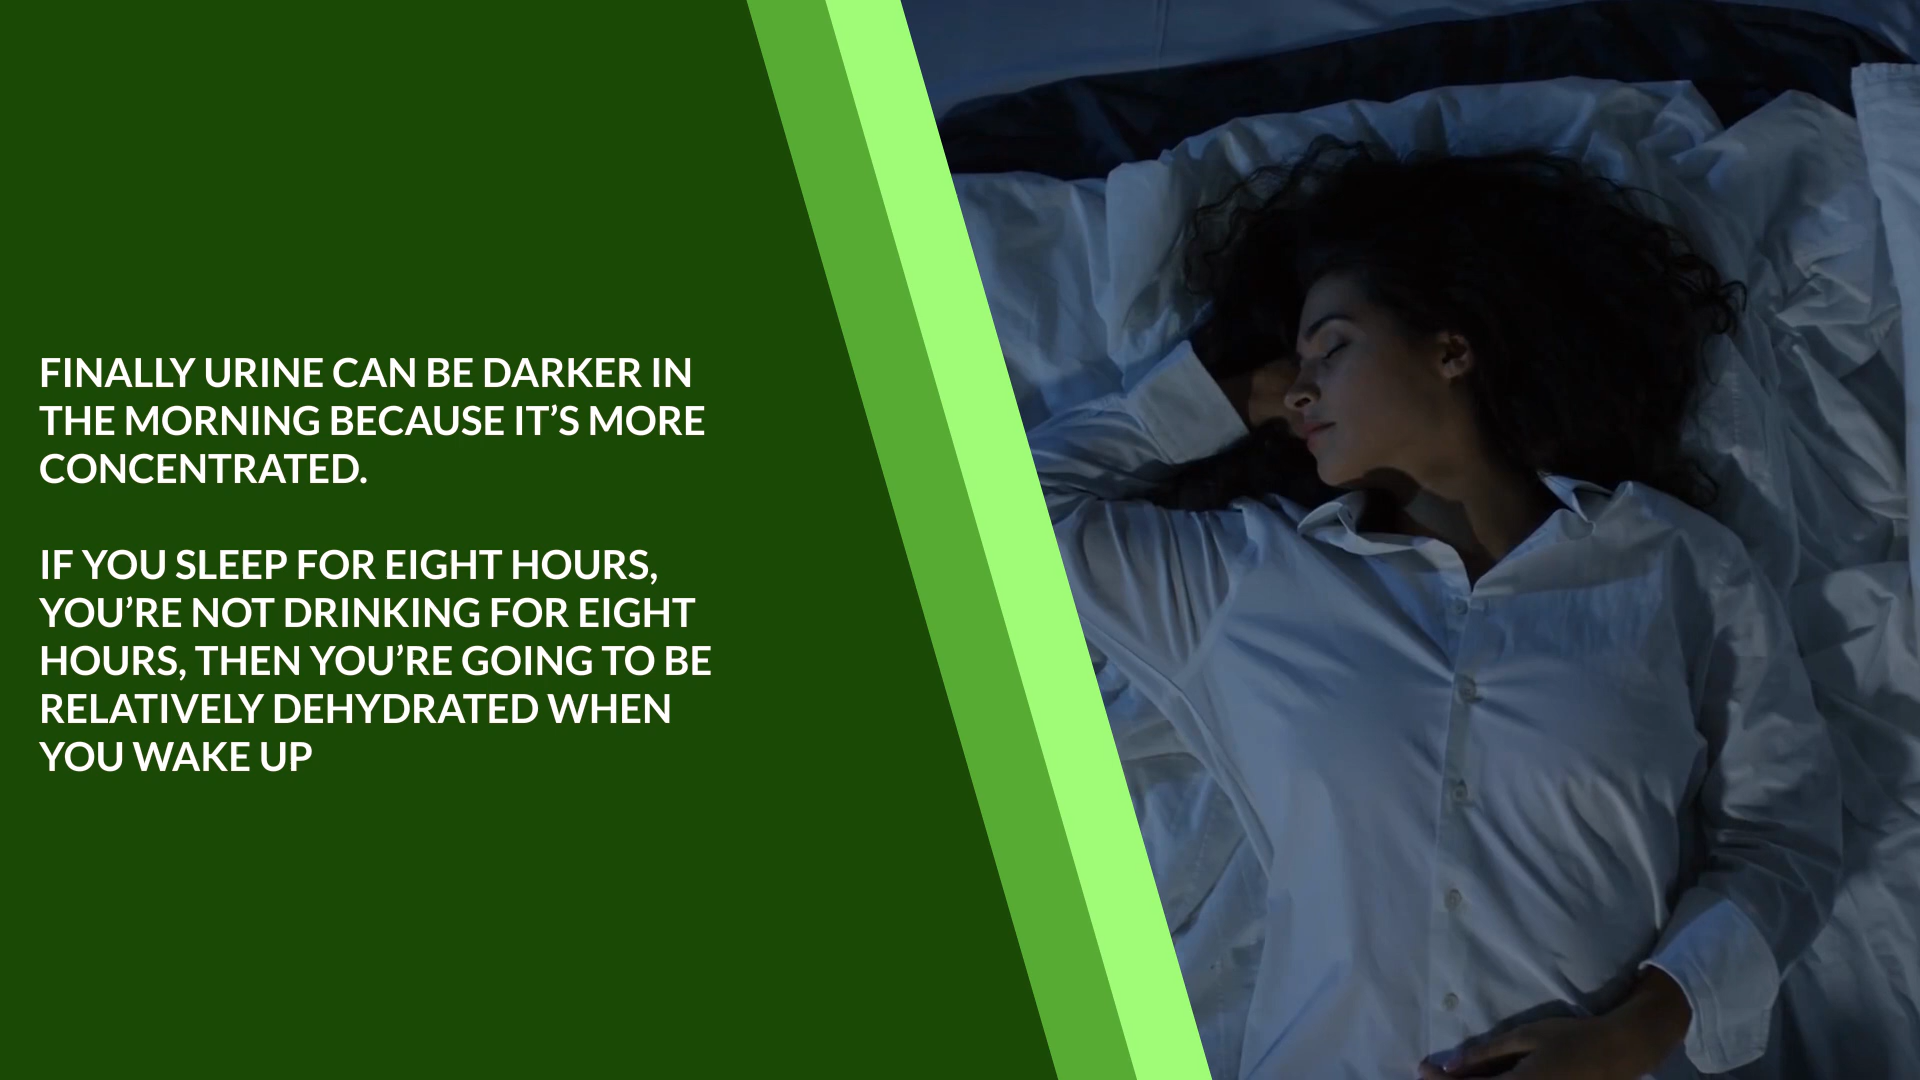 FINALLY URINE CAN BE DARKER IN
THE MORNING BECAUSE IT’S MORE
CONCENTRATED.
IF YOU SLEEP FOR EIGHT HOURS,
YOU’RE NOT DRINKING FOR EIGHT
HOURS, THEN YOU’RE GOING TO BE
RELATIVELY DEHYDRATED WHEN
YOU WAKE UP